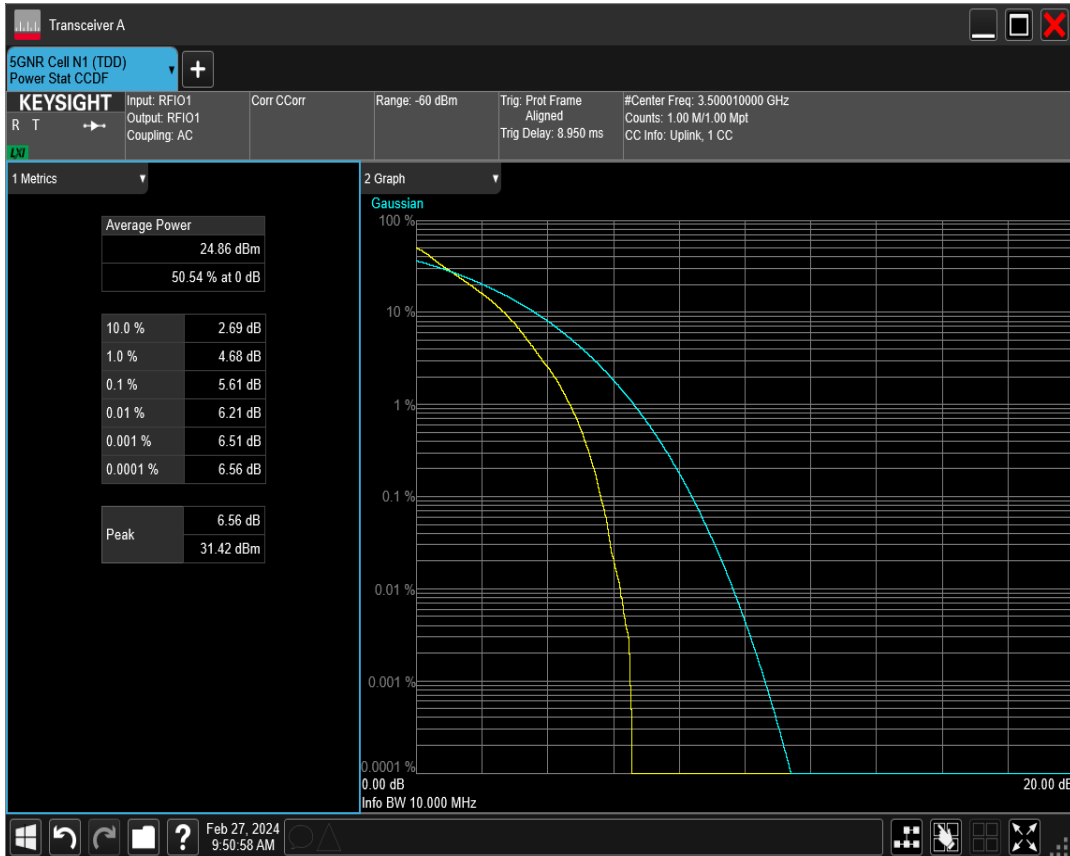 Transceiver A
5GNR Cell N1 (TDD)
Power Stat CCDF
+
KEYSIGHT
R T
LXI
Input: RFIO1
Output: RFIO1
Coupling: AC
Corr CCorr
Range: -60 dBm
Trig: Prot Frame
Aligned
Trig Delay: 8.950 ms
#Center Freq: 3.500010000 GHz
Counts: 1.00 M/1.00 Mpt
CC Info: Uplink, 1 CC
1 Metrics
Average Power
24.86 dBm
50.54 % at 0 dB
10.0 % 2.69 dB
1.0 % 4.68 dB
0.1 % 5.61 dB
0.01 % 6.21 dB
0.001 % 6.51 dB
0.0001 % 6.56 dB
Peak
6.56 dB
31.42 dBm
2 Graph
Gaussian
100 %
10 %
1 %
0.1 %
0.01 %
0.001 %
0.0001 %
0.00 dB 20.00 dB
Info BW 10.000 MHz
?
Feb 27, 2024
9:50:58 AM